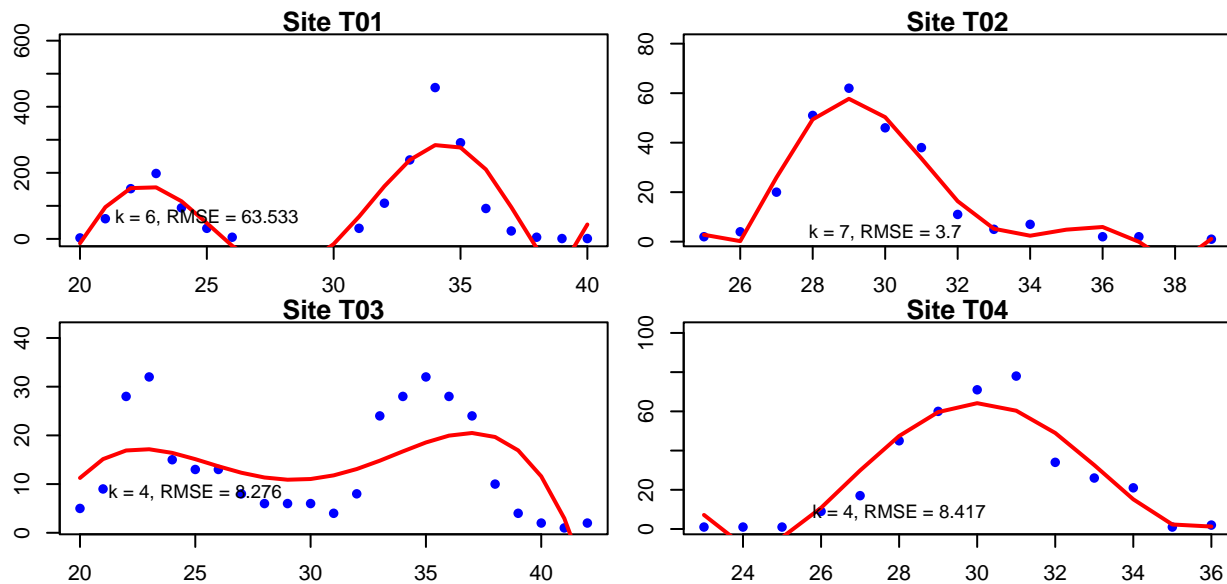 Site T01
600
400
200
0
k = 6, RMSE = 63.533
20 25 30 35 40
Site T02
80
60
40
20
0
k = 7, RMSE = 3.7
26 28 30 32 34 36 38
Site T03
40
30
20
10
0
k = 4, RMSE = 8.276
20 25 30 35 40
Site T04
100
60
20
0
k = 4, RMSE = 8.417
24 26 28 30 32 34 36